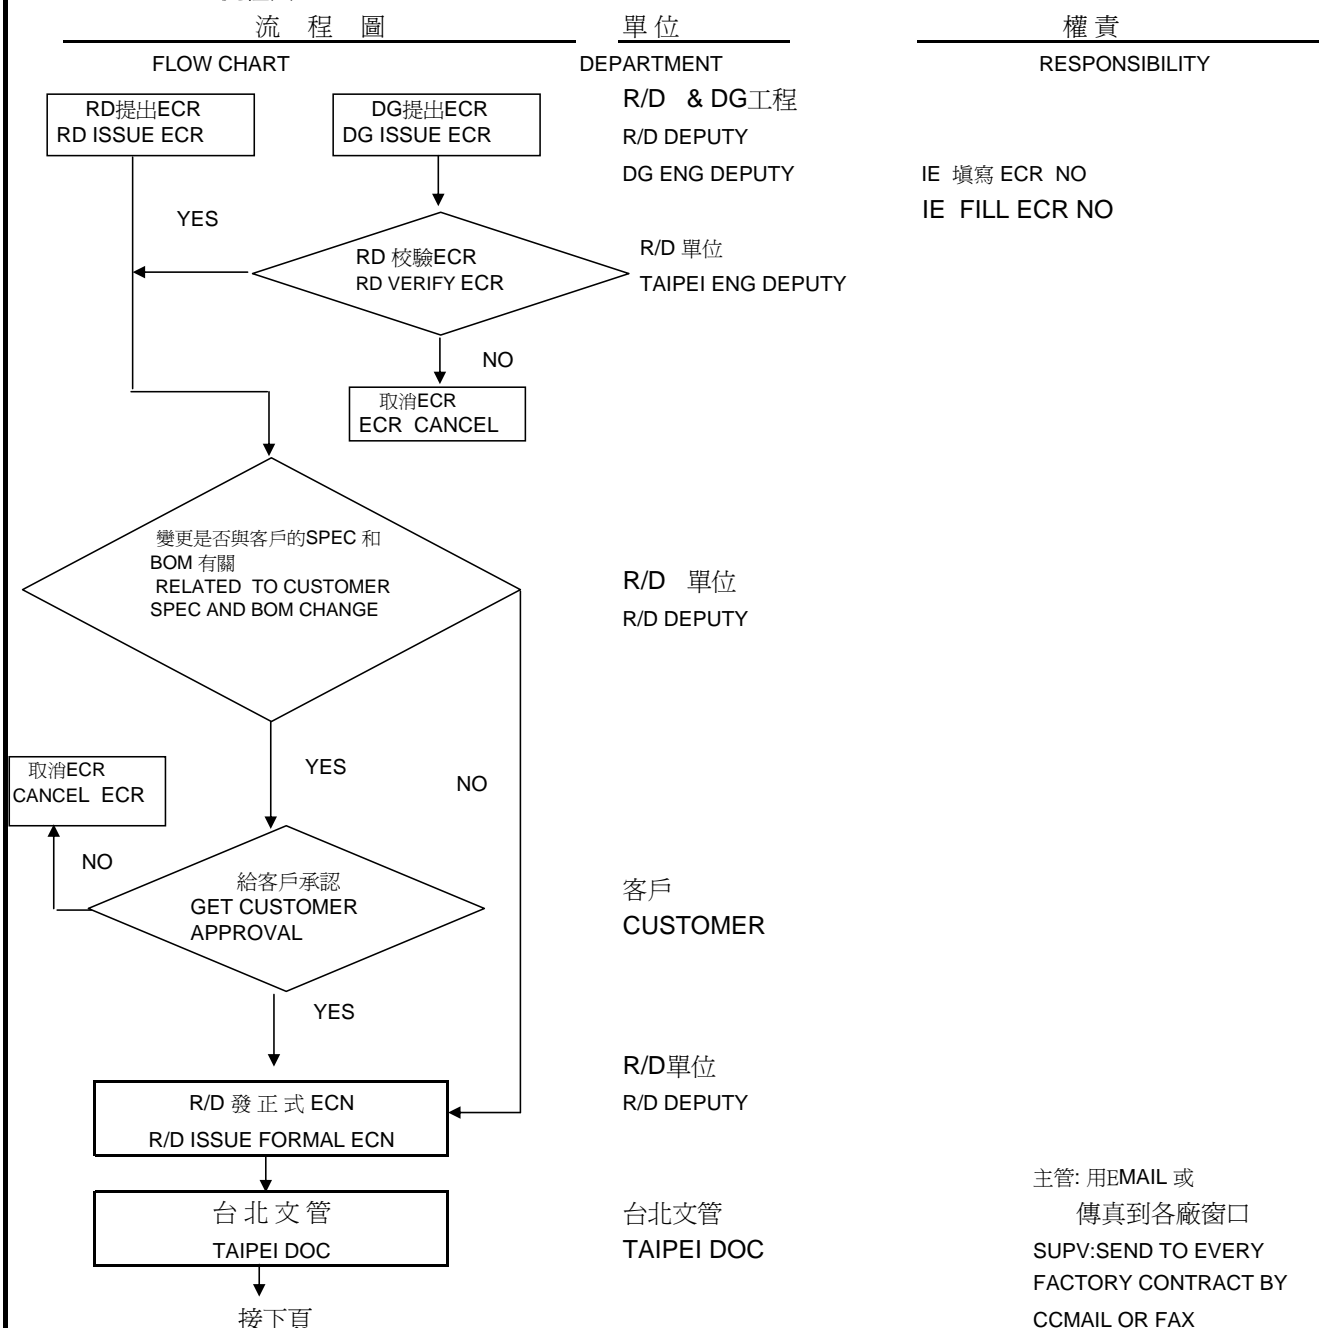 流 程 圖
單 位
權 責
FLOW CHART
DEPARTMENT
RESPONSIBILITY
RD提出ECR
RD ISSUE ECR
DG提出ECR
DG ISSUE ECR
R/D & DG工程
R/D DEPUTY
DG ENG DEPUTY
IE 填寫 ECR NO
IE FILL ECR NO
YES
RD 校驗ECR
RD VERIFY ECR
R/D 單位
TAIPEI ENG DEPUTY
NO
取消ECR
ECR CANCEL
變更是否與客戶的SPEC 和
BOM 有關
RELATED TO CUSTOMER
SPEC AND BOM CHANGE
R/D 單位
R/D DEPUTY
YES
NO
取消ECR
CANCEL ECR
NO
給客戶承認
GET CUSTOMER
APPROVAL
客戶
CUSTOMER
YES
R/D 發 正 式 ECN
R/D ISSUE FORMAL ECN
R/D單位
R/D DEPUTY
台 北 文 管
TAIPEI DOC
台北文管
TAIPEI DOC
主管: 用EMAIL 或
傳真到各廠窗口
SUPV:SEND TO EVERY
FACTORY CONTRACT BY
CCMAIL OR FAX
接下頁